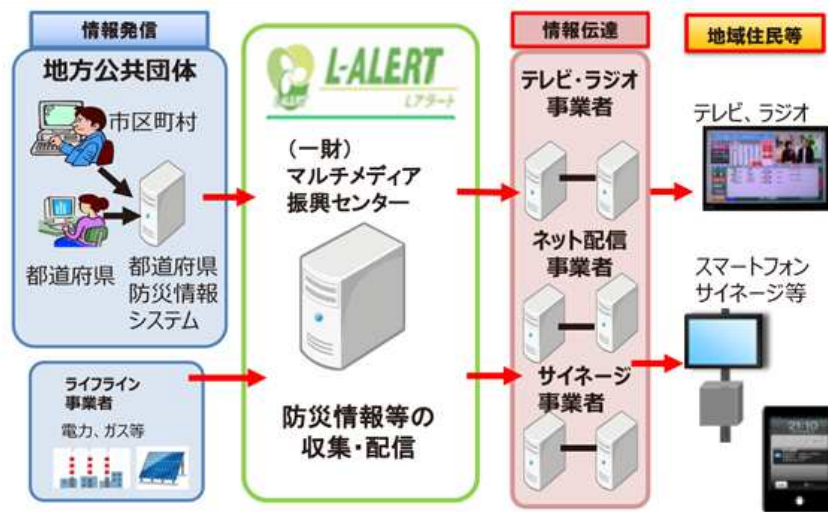 情報発信
地方公共団体
市区町村
都道府県
都道府県
防災情報
システム
ライフライン
事業者
電力、ガス等
L-ALERT
Lアラート
（一財）
マルチメディア
振興センター
防災情報等の
収集・配信
情報伝達
テレビ・ラジオ
事業者
ネット配信
事業者
サイネージ
事業者
地域住民等
テレビ、ラジオ
スマートフォン
サイネージ等
21:10